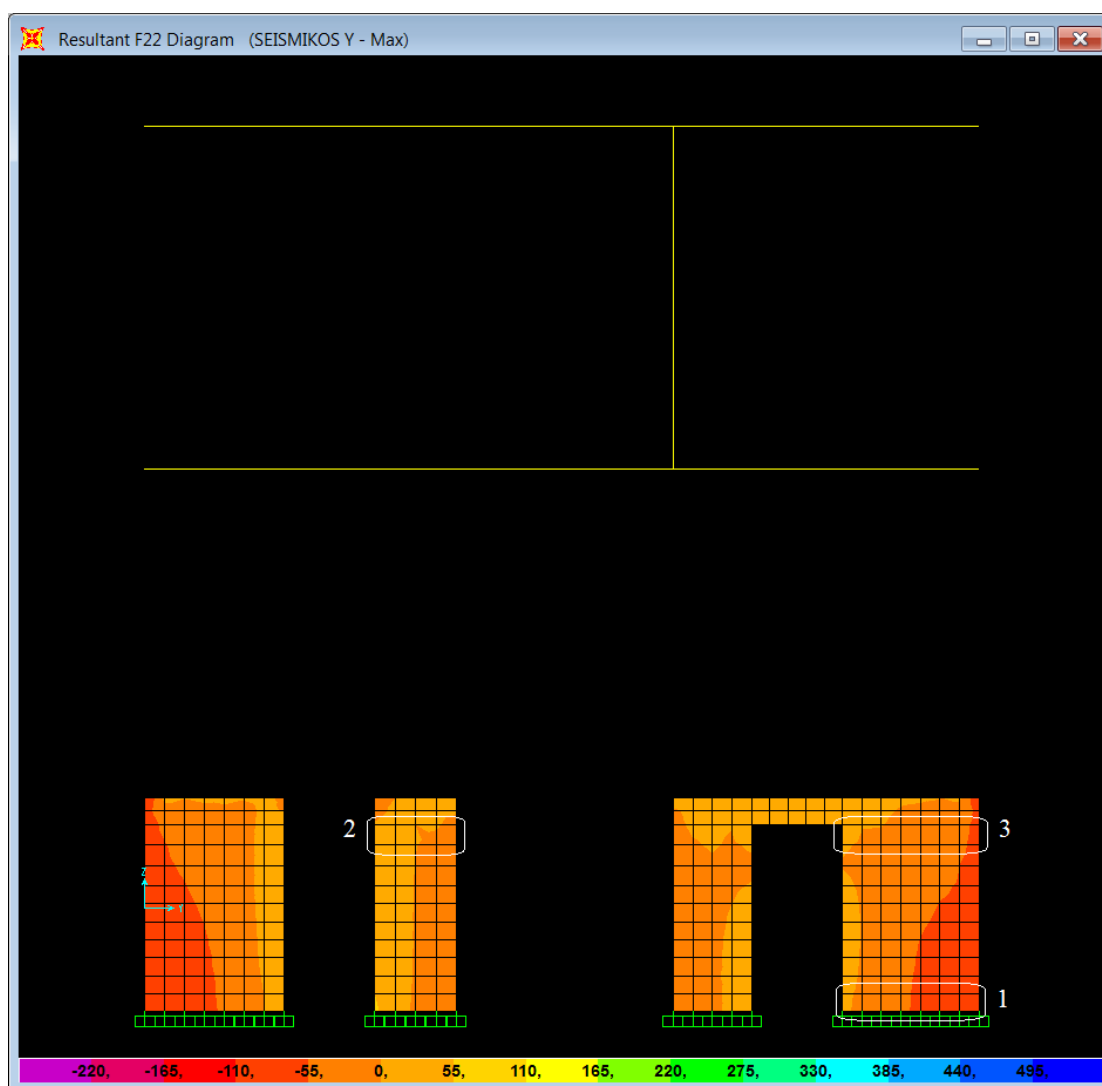 Resultant F22 Diagram (SEISMIKOS Y - Max)
2
3
Z
Y
1
-220, -165, -110, -55, 0, 55, 110, 165, 220, 275, 330, 385, 440, 495,